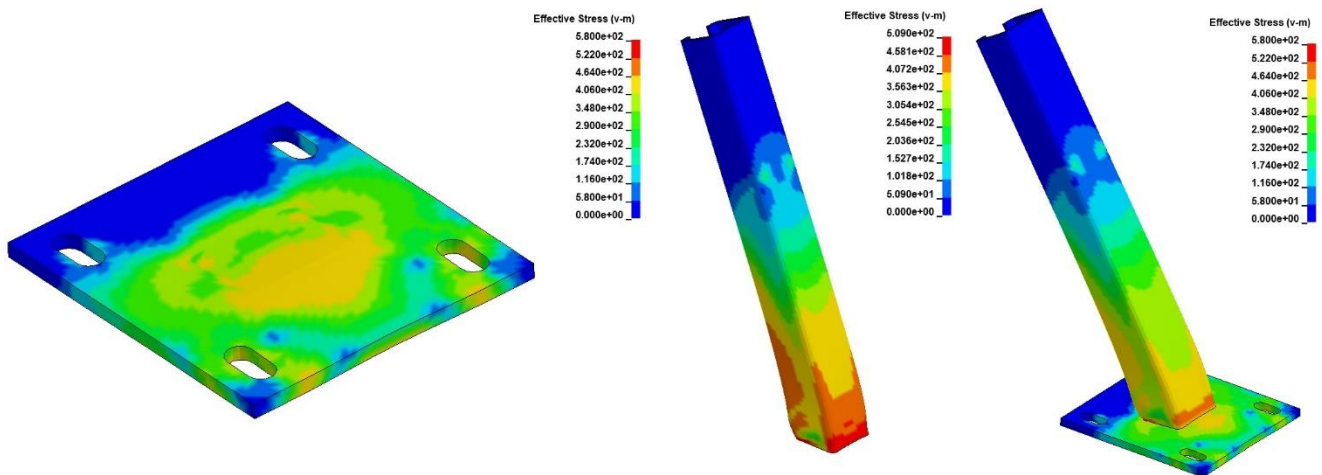 Effective Stress (v-m)
5.800e+02
5.220e+02
4.640e+02
4.060e+02
3.480e+02
2.900e+02
2.320e+02
1.740e+02
1.160e+02
5.800e+01
0.000e+00
Effective Stress (v-m)
5.090e+02
4.581e+02
4.072e+02
3.563e+02
3.054e+02
2.545e+02
2.036e+02
1.527e+02
1.018e+02
6.090e+01
0.000e+00
Effective Stress (v-m)
5.800e+02
5.220e+02
4.640e+02
4.060e+02
3.480e+02
2.900e+02
2.320e+02
1.740e+02
1.160e+02
5.800e+01
0.000e+00